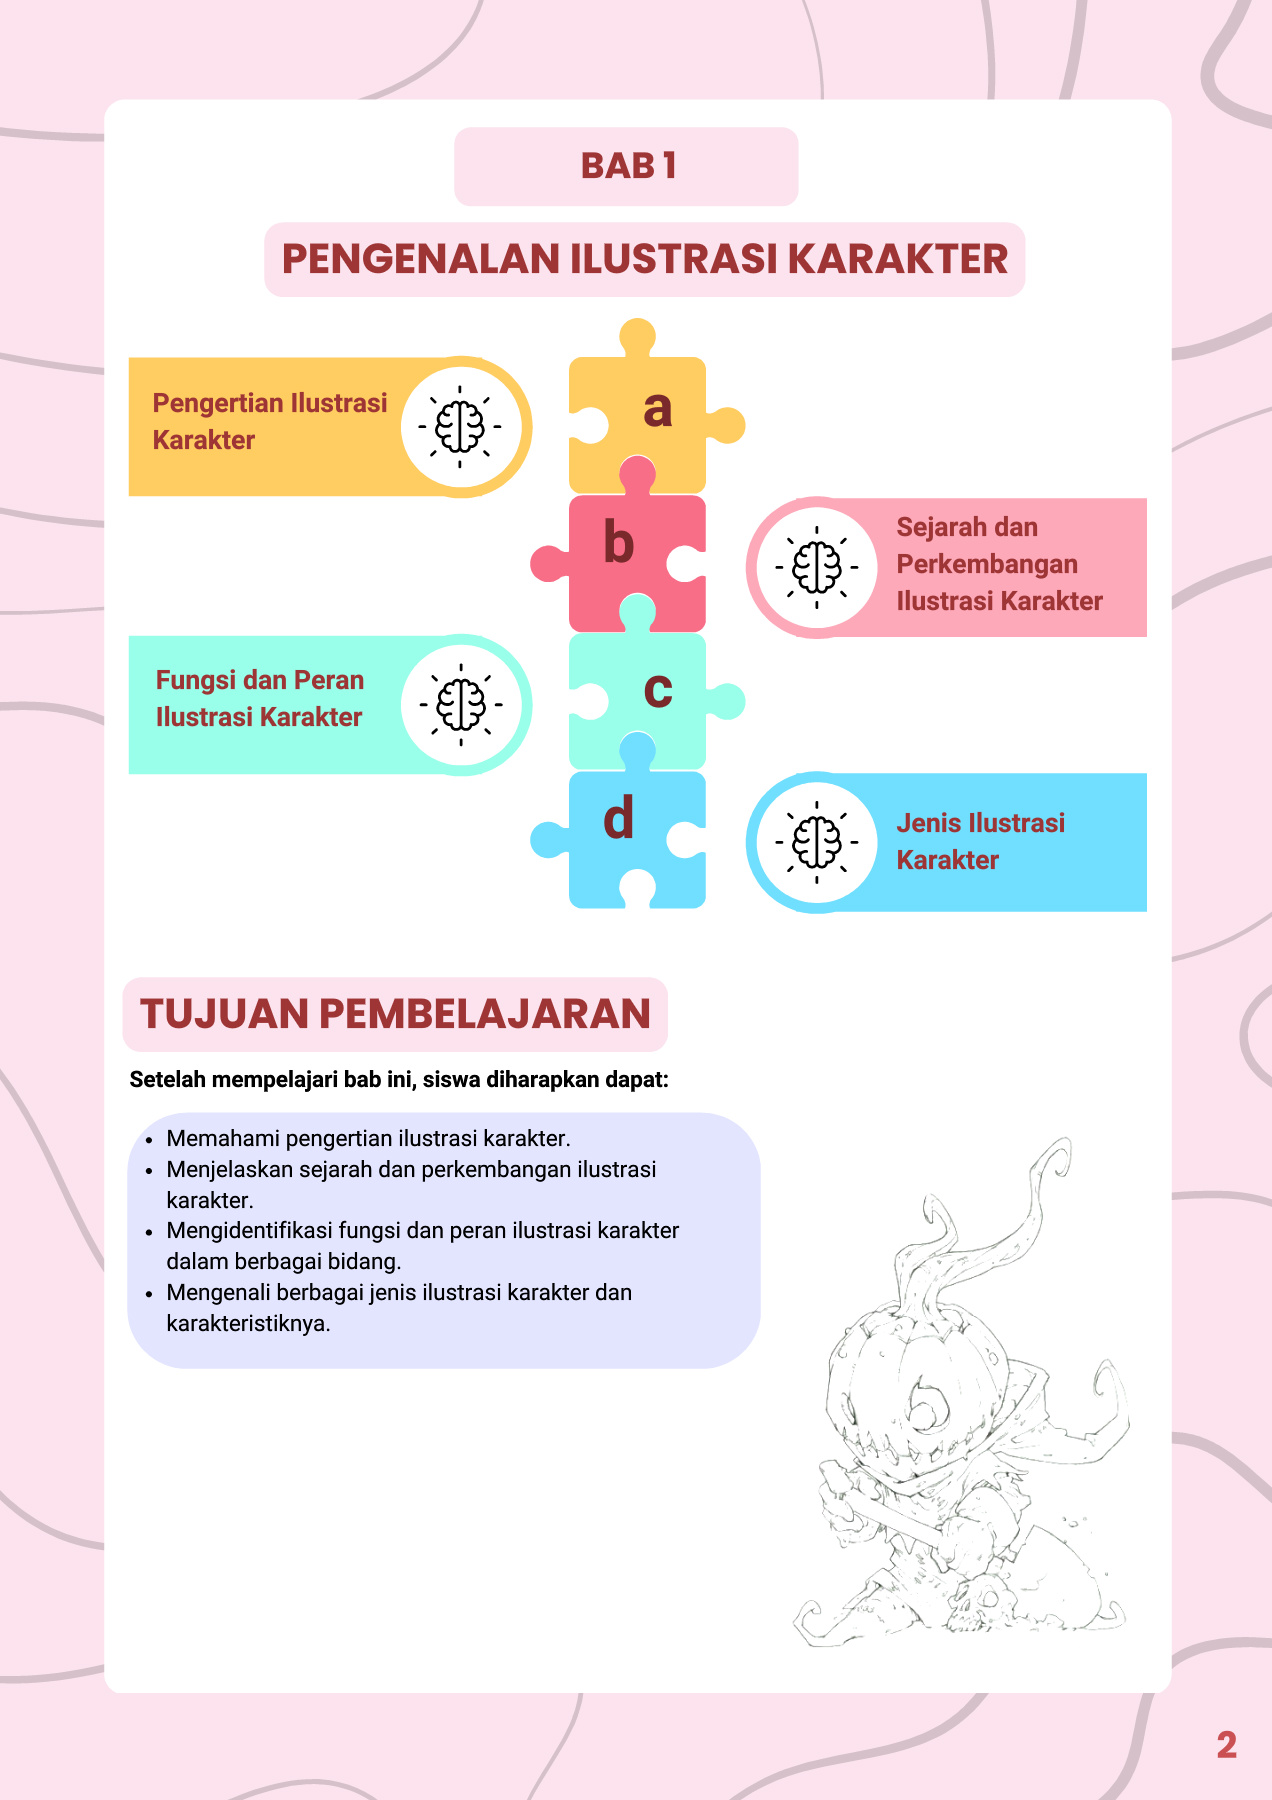 BAB 1
PENGENALAN ILUSTRASI KARAKTER
a
Pengertian Ilustrasi
Karakter
b
Sejarah dan
Perkembangan
Ilustrasi Karakter
c
Fungsi dan Peran
Ilustrasi Karakter
d
Jenis Ilustrasi
Karakter
TUJUAN PEMBELAJARAN
Setelah mempelajari bab ini, siswa diharapkan dapat:
• Memahami pengertian ilustrasi karakter.
• Menjelaskan sejarah dan perkembangan ilustrasi
karakter.
• Mengidentifikasi fungsi dan peran ilustrasi karakter
dalam berbagai bidang.
• Mengenali berbagai jenis ilustrasi karakter dan
karakteristiknya.
2